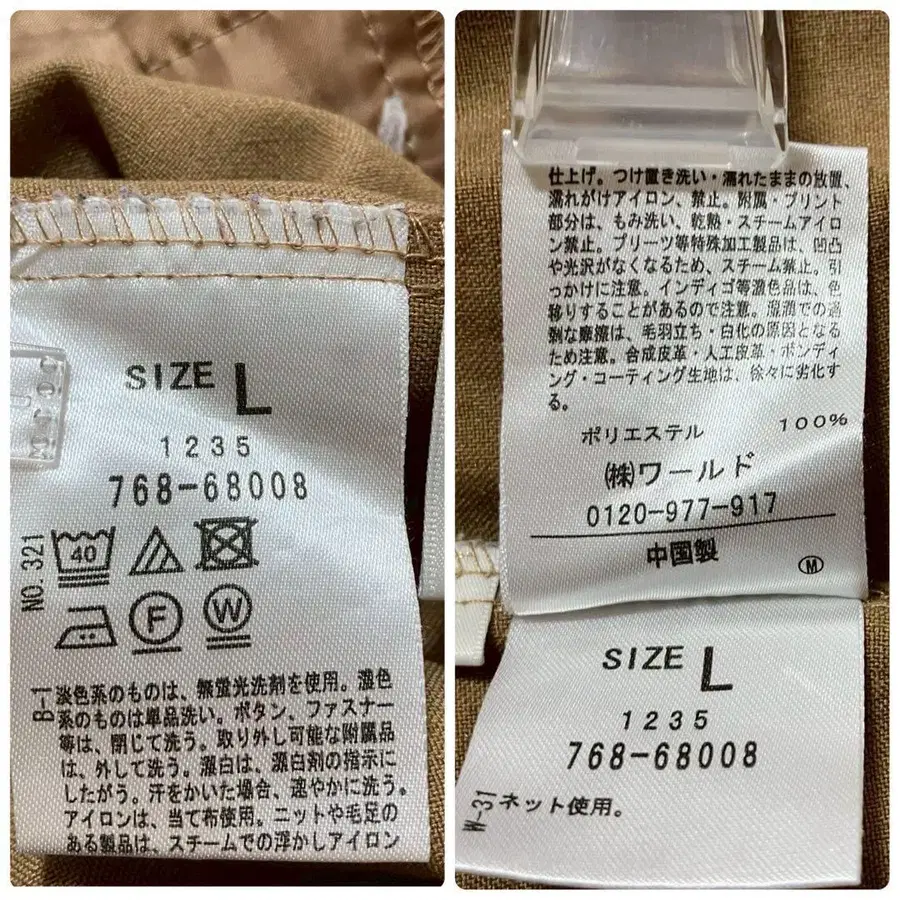 SIZE L
1235
768-68008
NO.321
40
F
W
B-1
淡色系のものは、無蛍光洗剤を使用。濃色
系のものは単品洗い。ボタン、ファスナー
等は、閉じて洗う。取り外し可能な附属品
は、外して洗う。漂白は、漂白剤の指示に
したがう。汗をかいた場合、速やかに洗う。
アイロンは、当て布使用。ニットや毛足の
ある製品は、スチームでの浮かしアイロン
仕上げ。つけ置き洗い・濡れたままの放置、
濡れがけアイロン、禁止。附属・プリント
部分は、もみ洗い、乾熱・スチームアイロ
ン禁止。プリーツ等特殊加工製品は、凹凸
や光沢がなくなるため、スチーム禁止。引
っかけに注意。インディゴ等濃色品は、色
移りすることがあるので注意。湿潤での過
剰な摩擦は、毛羽立ち・白化の原因となる
ため注意。合成皮革・人工皮革・ボンディ
ング・コーティング生地は、徐々に劣化す
る。
ポリエステル 100%
㈱ワールド
0120-977-917
中国製
M
SIZE L
1235
768-68008
W-31
ネット使用。